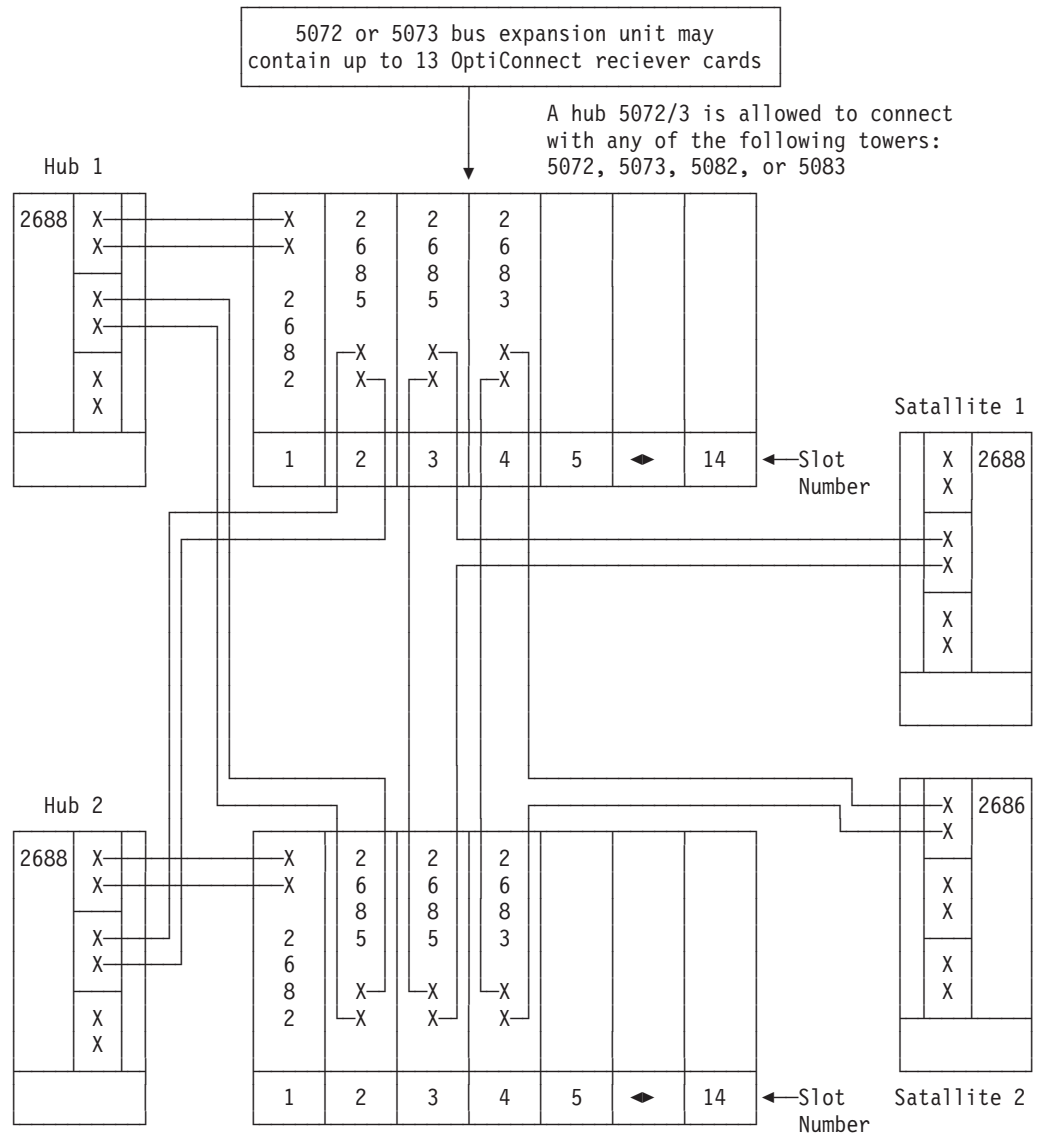 5072 or 5073 bus expansion unit may
contain up to 13 OptiConnect reciever cards
A hub 5072/3 is allowed to connect
with any of the following towers:
5072, 5073, 5082, or 5083
Hub 1
2688 X X 2 2 2
X X 6 6 6
8 8 8
X 2 5 5 3
X 6
8 X X X
X 2 X X X
X
Satallite 1
1 2 3 4 5 ◄► 14 Slot
Number
X 2688
X
X
X
X
X
Hub 2
X 2686
X
2688 X X 2 2 2
X X 6 6 6
8 8 8
X 2 5 5 3
X 6
8 X X X
X 2 X X X
X
X
X
X
X
1 2 3 4 5 ◄► 14 Slot
Number
Satallite 2